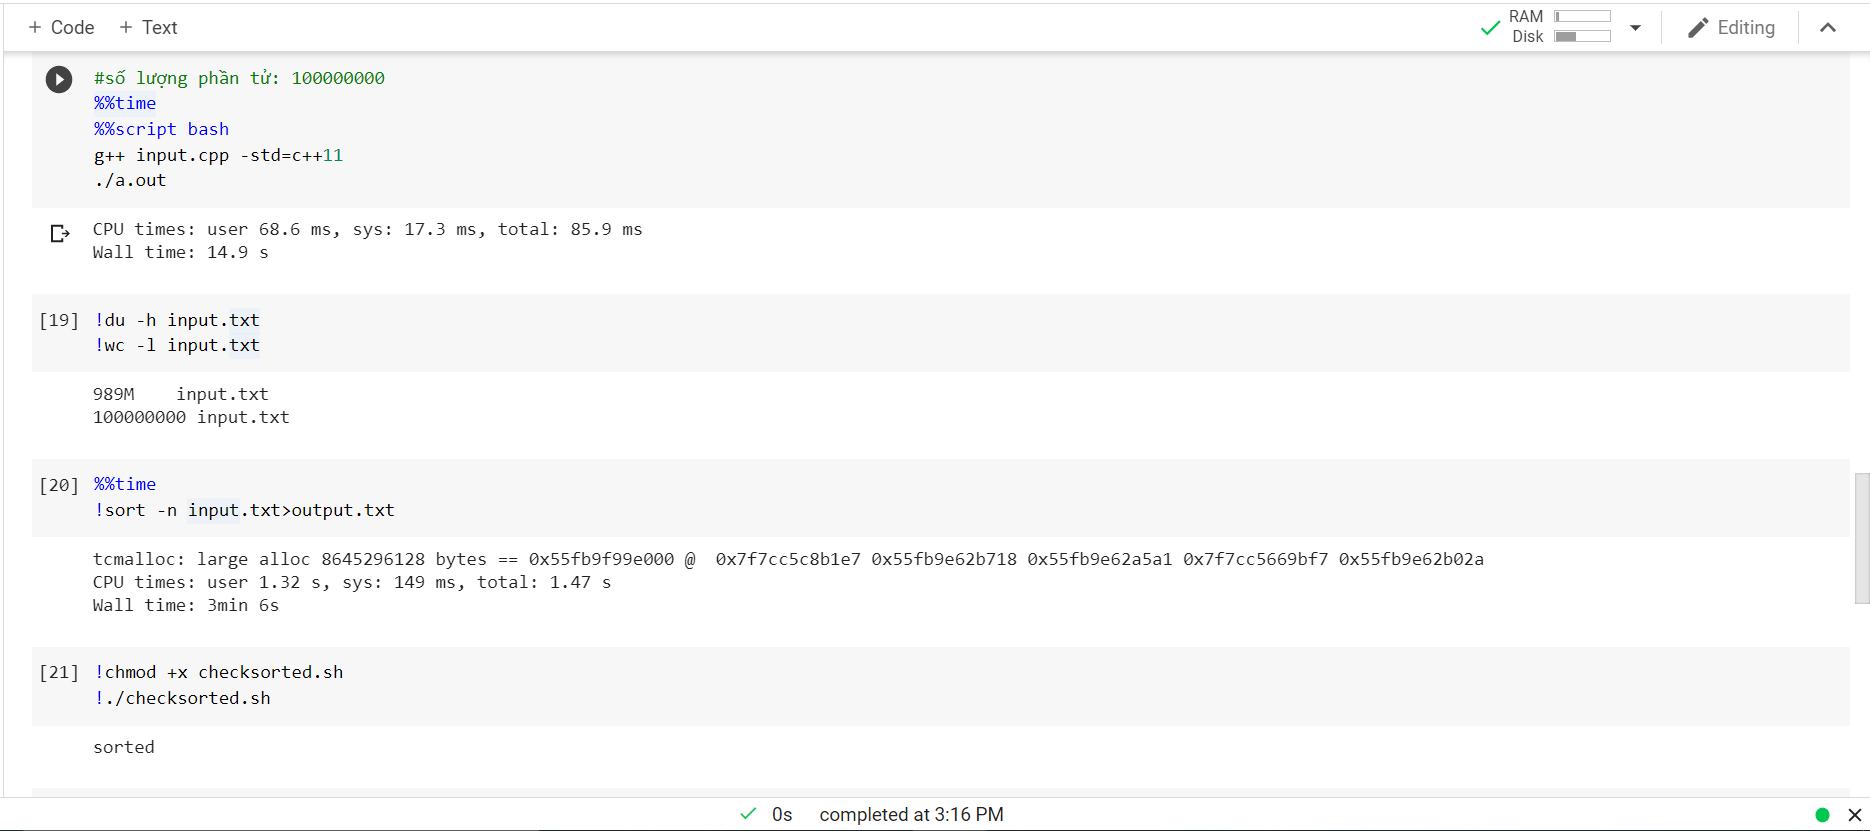 + Code + Text
RAM
Disk
Editing
#số lượng phần tử: 100000000
%%time
%%script bash
g++ input.cpp -std=c++11
./a.out
CPU times: user 68.6 ms, sys: 17.3 ms, total: 85.9 ms
Wall time: 14.9 s
[19] !du -h input.txt
!wc -l input.txt
989M input.txt
100000000 input.txt
[20] %%time
!sort -n input.txt>output.txt
tcmalloc: large alloc 8645296128 bytes == 0x55fb9f99e000 @ 0x7f7cc5c8b1e7 0x55fb9e62b718 0x55fb9e62a5a1 0x7f7cc5669bf7 0x55fb9e62b02a
CPU times: user 1.32 s, sys: 149 ms, total: 1.47 s
Wall time: 3min 6s
[21] !chmod +x checksorted.sh
!./checksorted.sh
sorted
0s completed at 3:16 PM